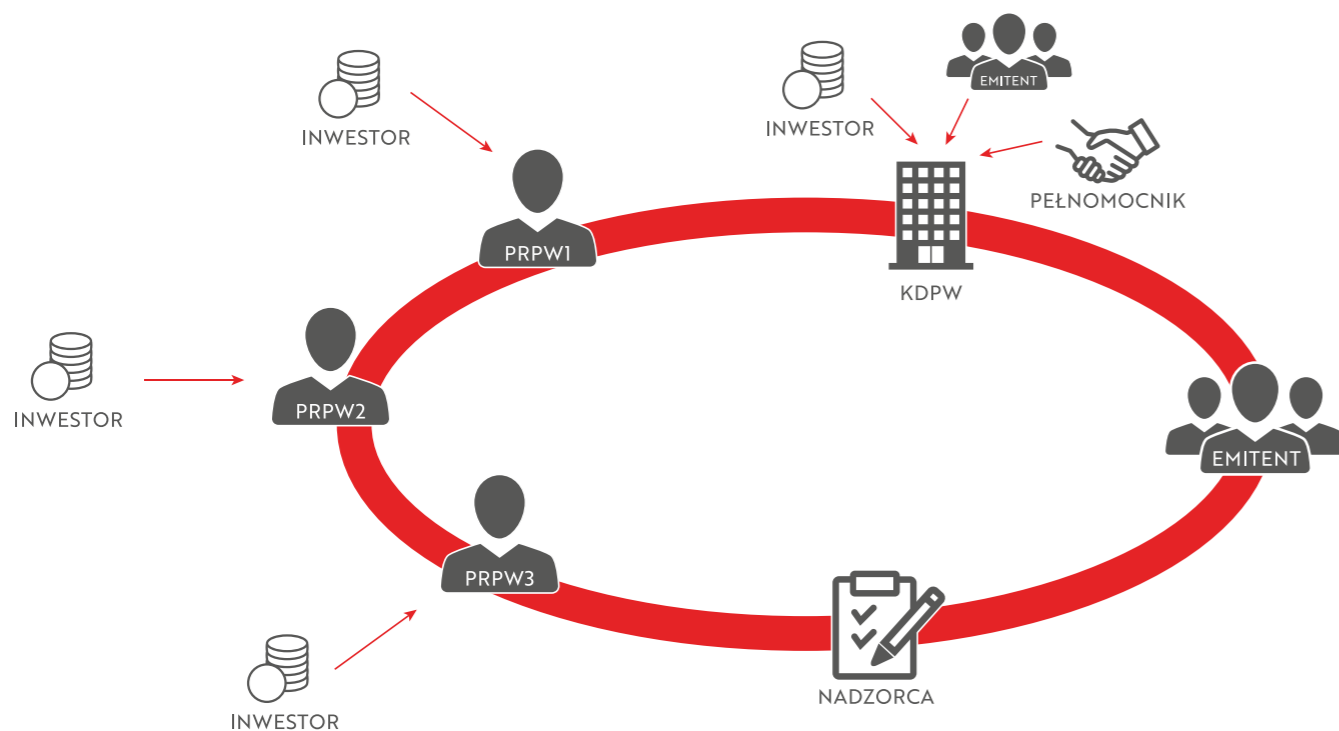 EMITENT
INWESTOR
INWESTOR
PEŁNOMOCNIK
PRPW1
KDPW
PRPW2
INWESTOR
EMITENT
PRPW3
NADZORCA
INWESTOR